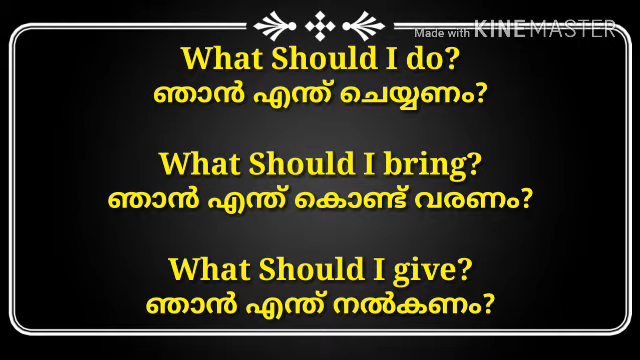 Made with KINEMASTER
What Should I do?
ഞാൻ എന്ത് ചെയ്യണം?
What Should I bring?
ഞാൻ എന്ത് കൊണ്ട് വരണം?
What Should I give?
ഞാൻ എന്ത് നൽകണം?